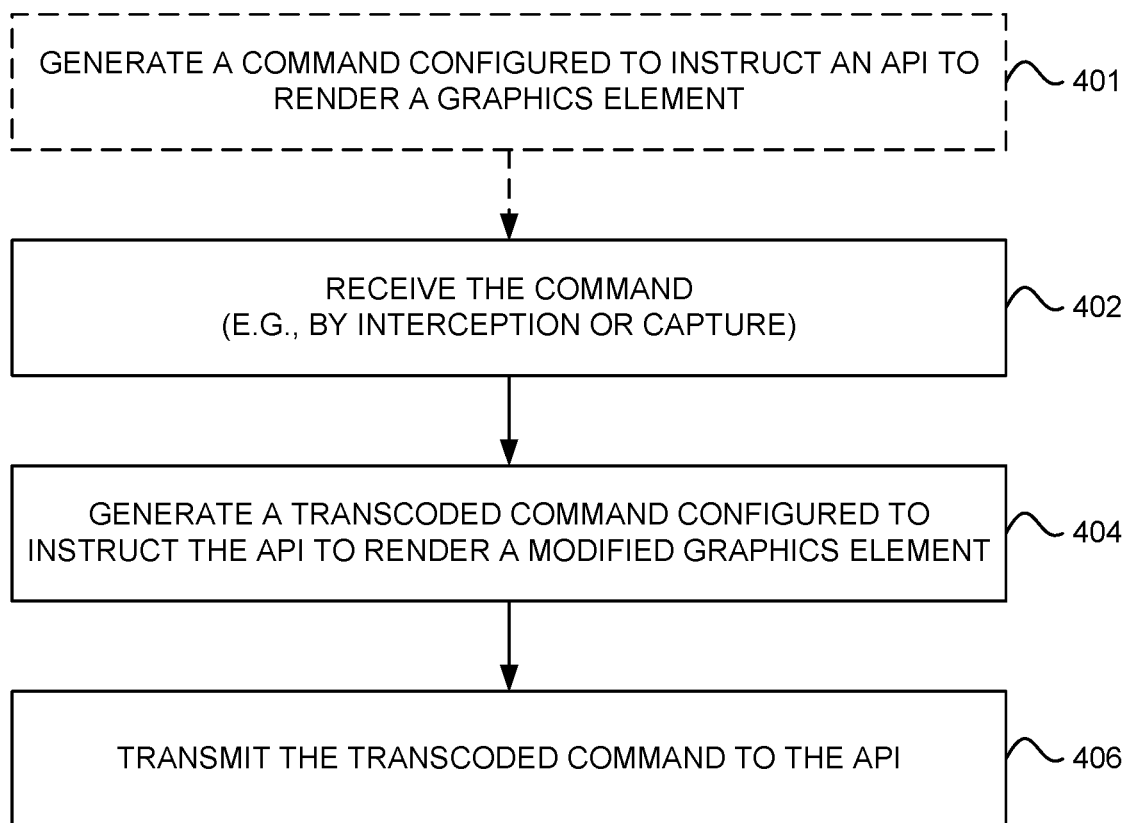 GENERATE A COMMAND CONFIGURED TO INSTRUCT AN API TO
RENDER A GRAPHICS ELEMENT
401
RECEIVE THE COMMAND
(E.G., BY INTERCEPTION OR CAPTURE)
402
GENERATE A TRANSCODED COMMAND CONFIGURED TO
INSTRUCT THE API TO RENDER A MODIFIED GRAPHICS ELEMENT
404
TRANSMIT THE TRANSCODED COMMAND TO THE API
406